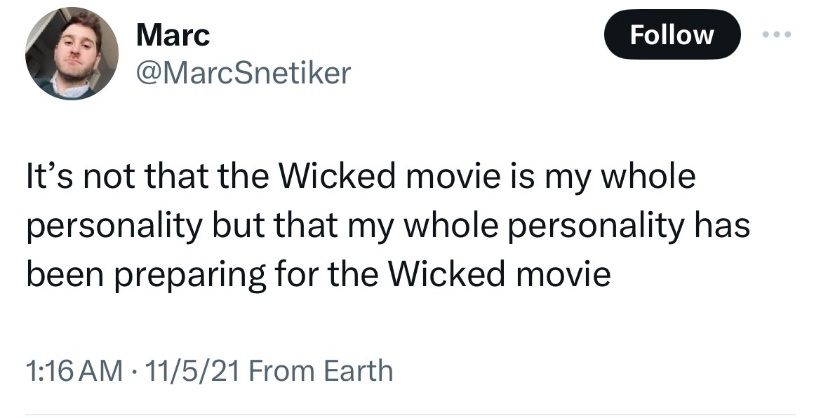 Marc
Follow
@MarcSnetiker
It’s not that the Wicked movie is my whole
personality but that my whole personality has
been preparing for the Wicked movie
1:16 AM · 11/5/21 From Earth